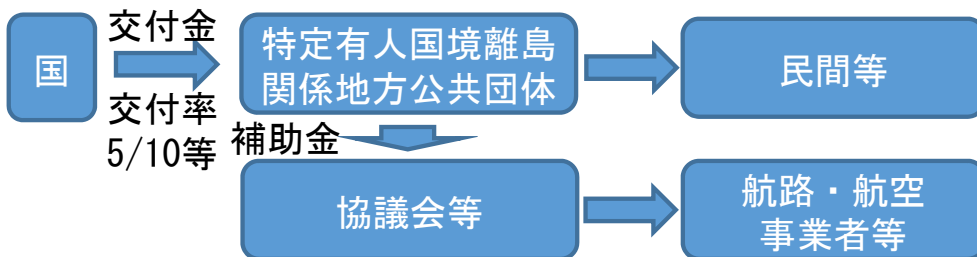 国
交付金
交付率
5/10等
特定有人国境離島
関係地方公共団体
民間等
補助金
協議会等
航路・航空
事業者等